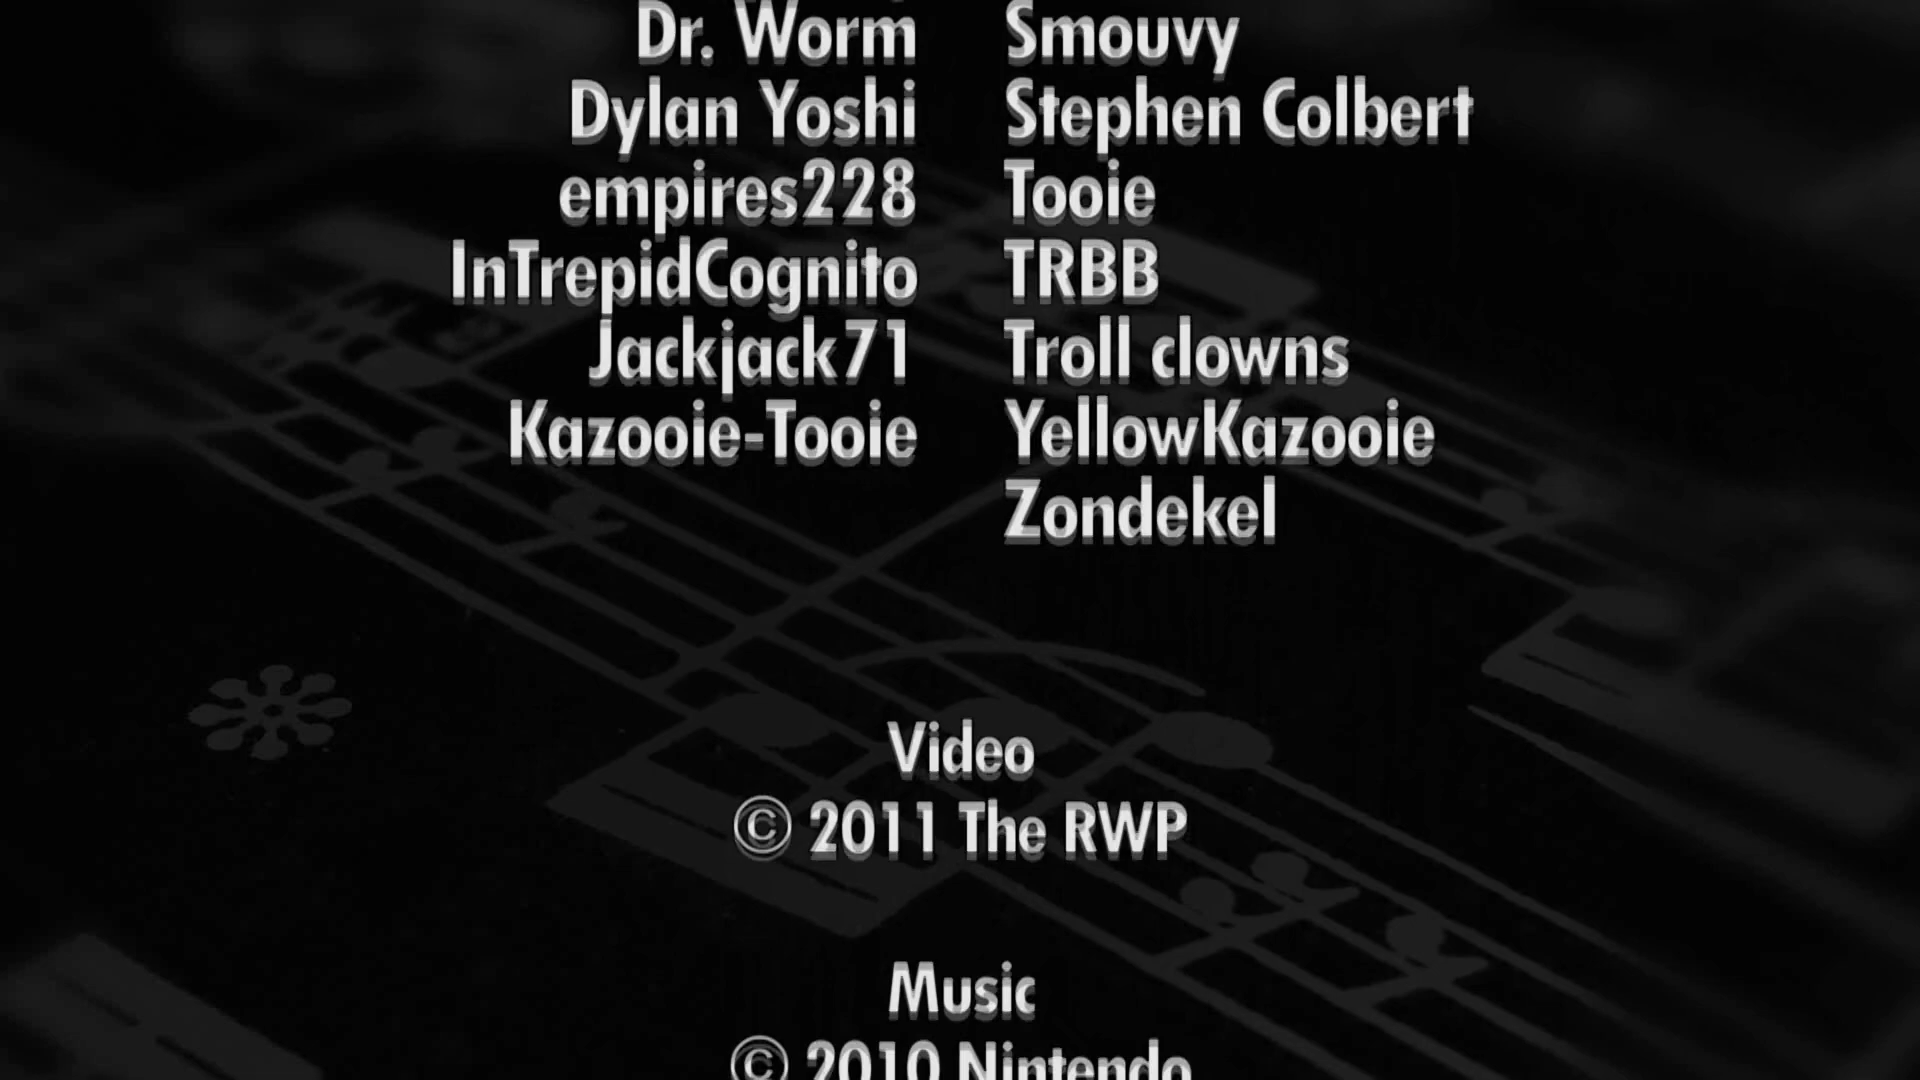 Dr. Worm Smouvy
Dylan Yoshi Stephen Colbert
empires228 Tooie
InTrepidCognito TRBB
Jackjack71 Troll clowns
Kazooie-Tooie YellowKazooie
Zondekel
Video
© 2011 The RWP
Music
© 2010 Nintendo